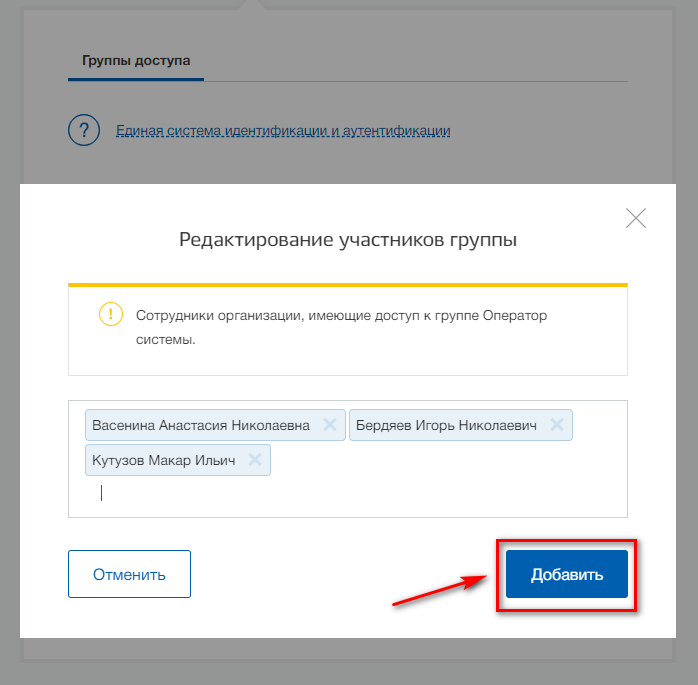 Группы доступа
?
Единая система идентификации и аутентификации
Редактирование участников группы
!
Сотрудники организации, имеющие доступ к группе Оператор
системы.
Васенина Анастасия Николаевна
Бердяев Игорь Николаевич
Кутузов Макар Ильич
Отменить
Добавить